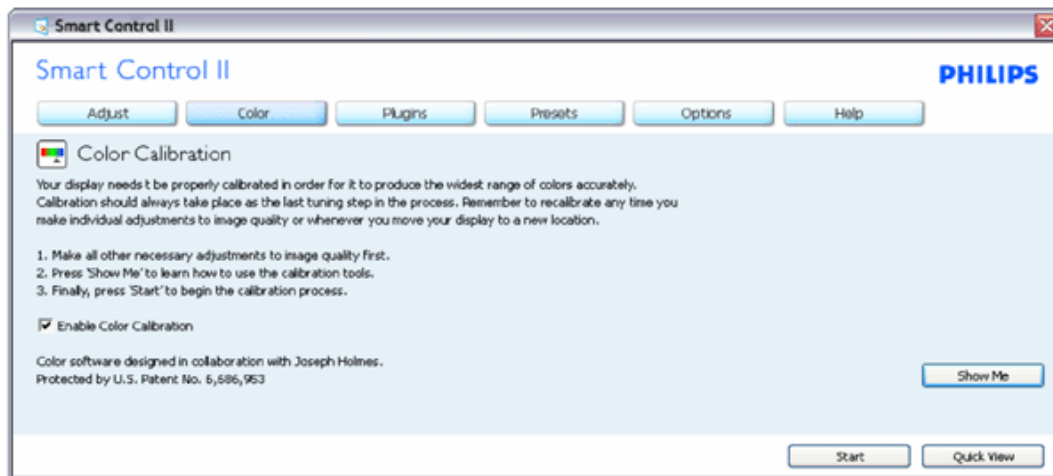 Smart Control II
Smart Control II
PHILIPS
Adjust Color Plugins Presets Options Help
Color Calibration
Your display needs t be properly calibrated in order for it to produce the widest range of colors accurately.
Calibration should always take place as the last tuning step in the process. Remember to recalibrate any time you
make individual adjustments to image quality or whenever you move your display to a new location.
1. Make all other necessary adjustments to image quality first.
2. Press 'Show Me' to learn how to use the calibration tools.
3. Finally, press 'Start' to begin the calibration process.
Enable Color Calibration
Color software designed in collaboration with Joseph Holmes.
Protected by U.S. Patent No. 6,686,953
Show Me
Start Quick View